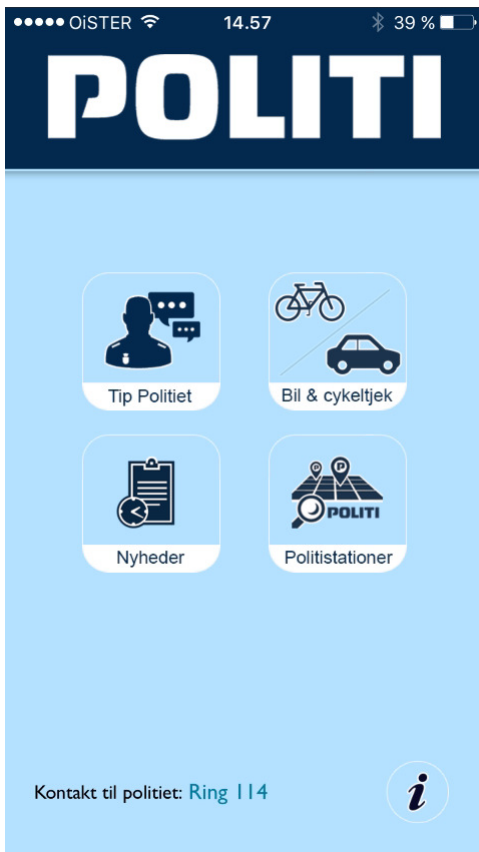 OiSTER 14.57 39 %
POLITI
Tip Politiet
Bil & cykeltjek
P P
POLITI
Nyheder
Politistationer
Kontakt til politiet: Ring 114
i